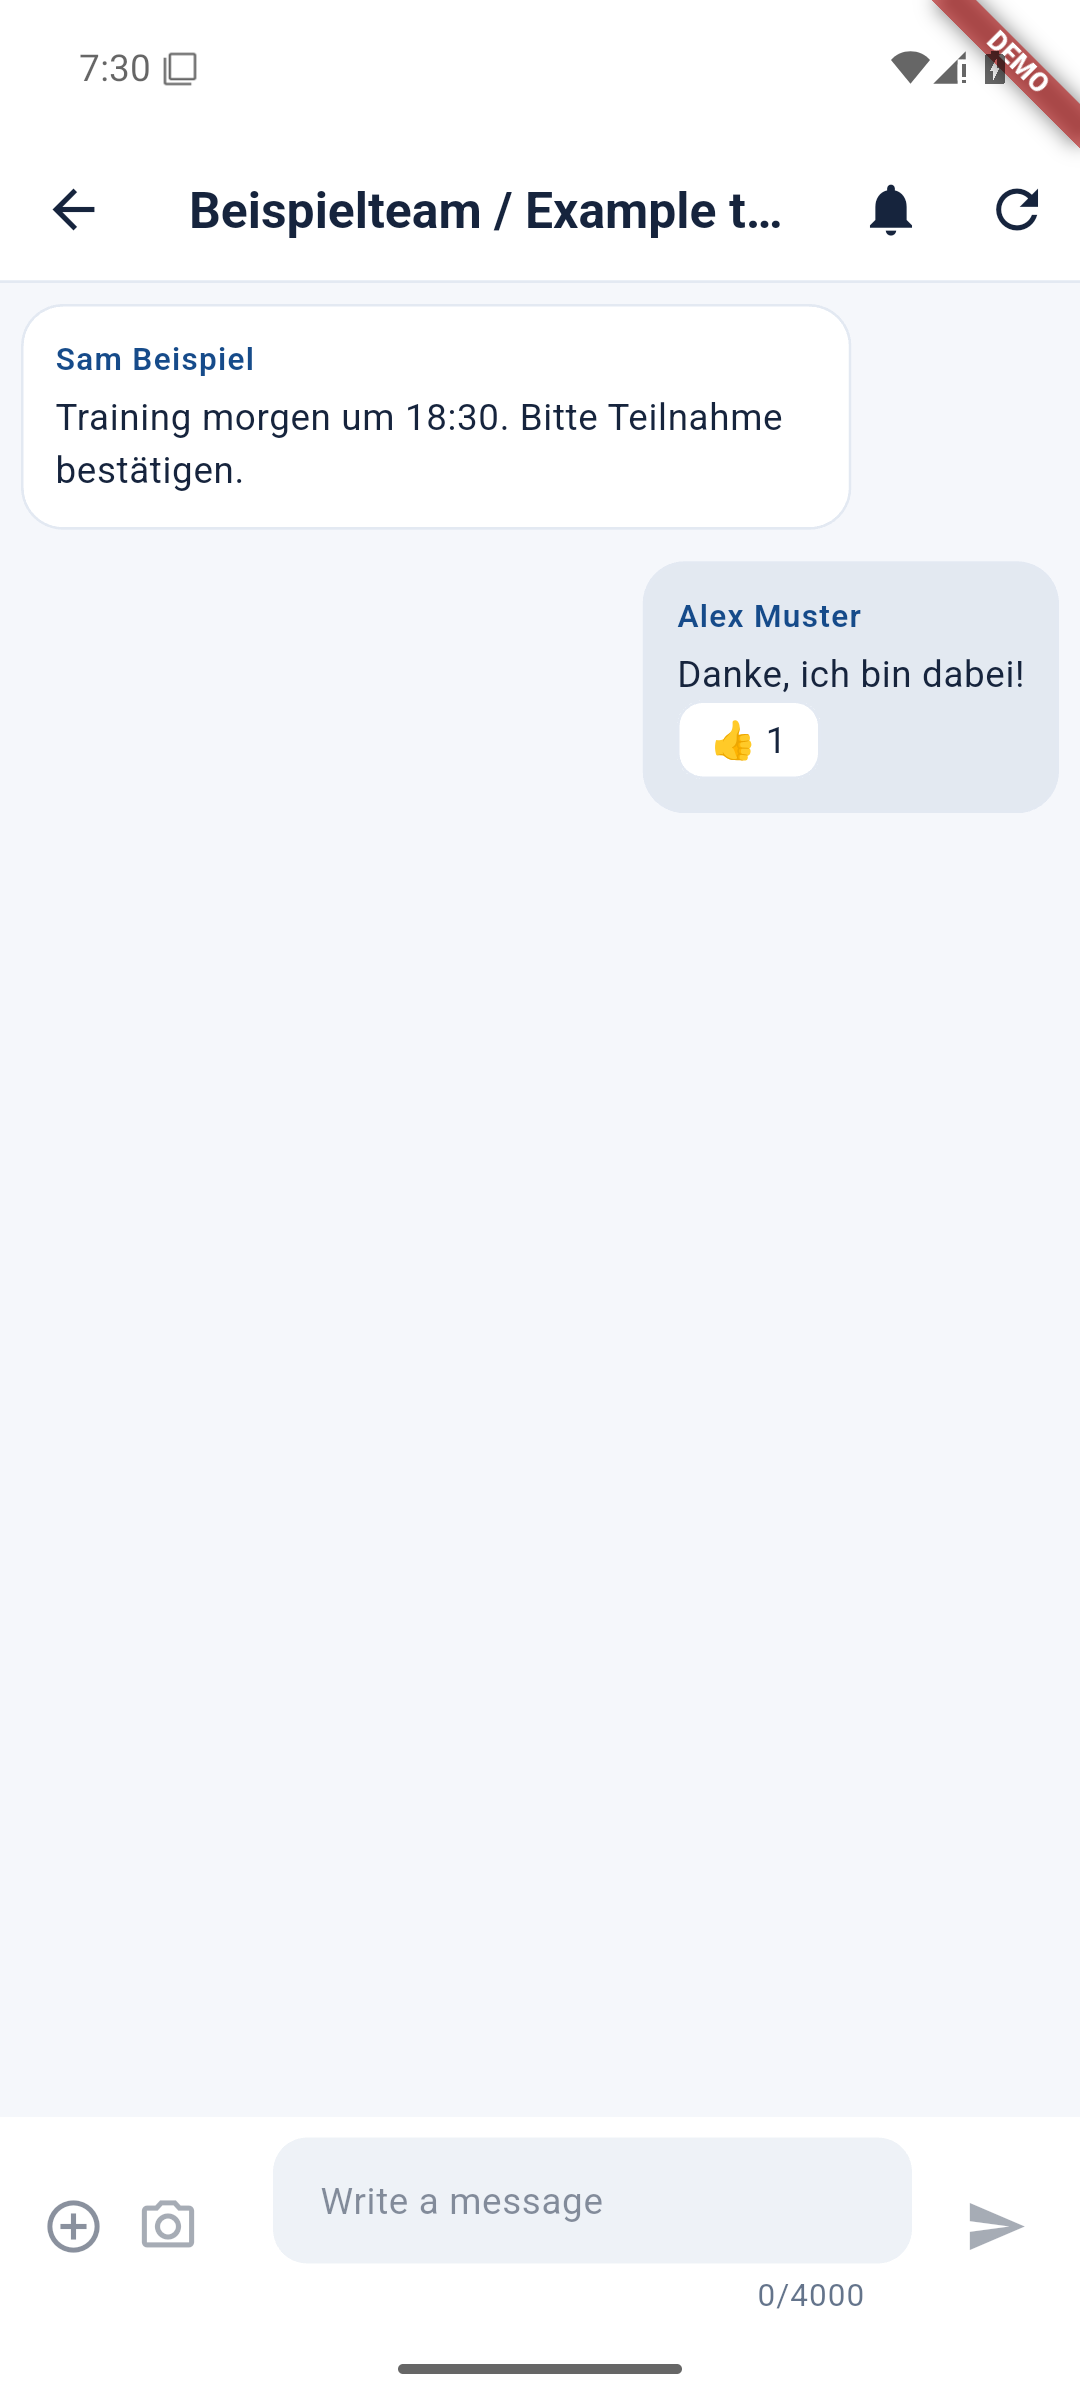 7:30
DEMO
Beispielteam / Example t...
Sam Beispiel
Training morgen um 18:30. Bitte Teilnahme
bestätigen.
Alex Muster
Danke, ich bin dabei!
👍 1
Write a message
0/4000